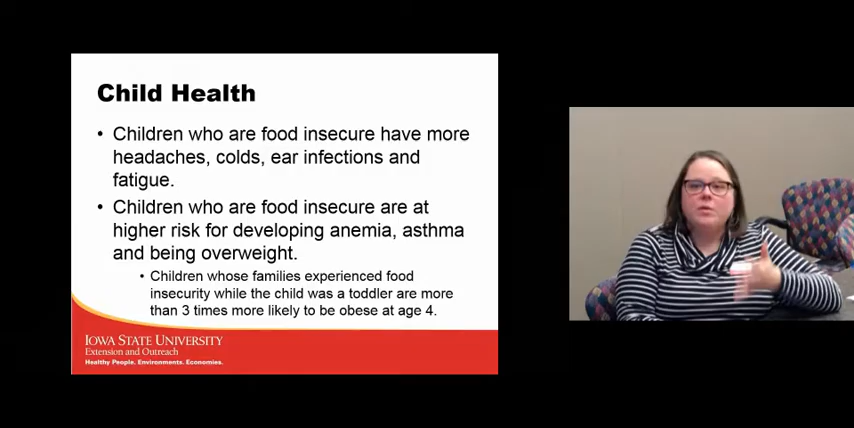 Child Health
• Children who are food insecure have more
headaches, colds, ear infections and
fatigue.
• Children who are food insecure are at
higher risk for developing anemia, asthma
and being overweight.
• Children whose families experienced food
insecurity while the child was a toddler are more
than 3 times more likely to be obese at age 4.
IOWA STATE UNIVERSITY
Extension and Outreach
Healthy People. Environments. Economies.